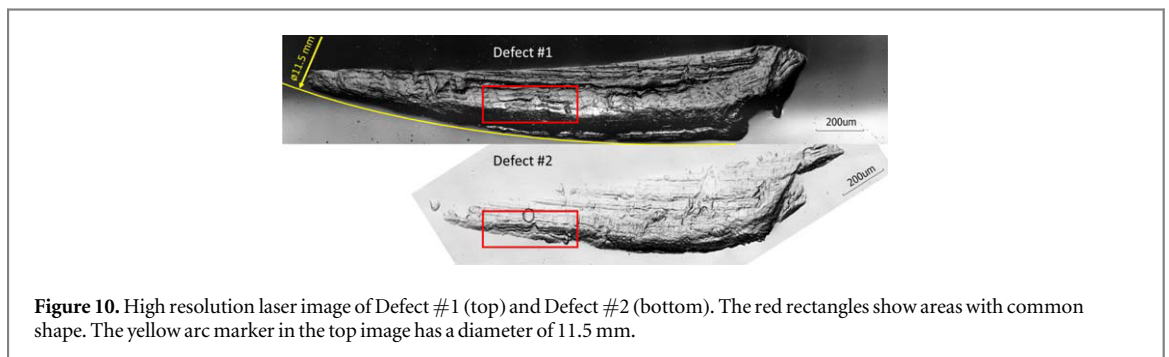 Defect #1
ø11.5 mm
200um
Defect #2
200um
Figure 10. High resolution laser image of Defect #1 (top) and Defect #2 (bottom). The red rectangles show areas with common
shape. The yellow arc marker in the top image has a diameter of 11.5 mm.